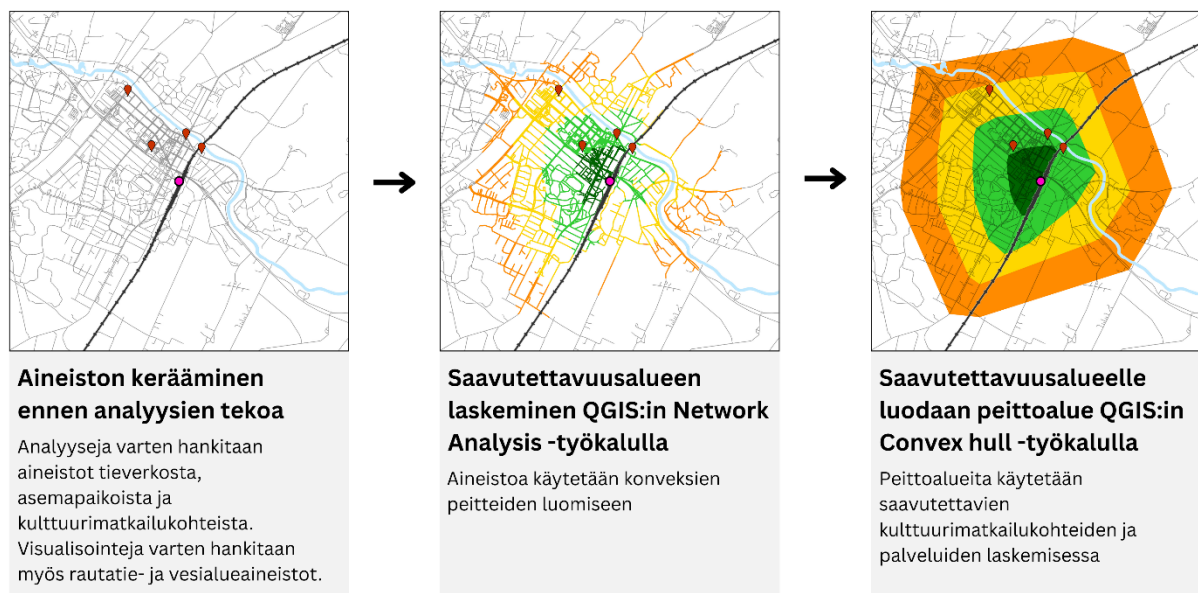 Aineiston kerääminen
ennen analyysien tekoa
Analyyseja varten hankitaan
aineistot tieverkosta,
asemapaikoista ja
kulttuurimatkailukohteista.
Visualisointeja varten hankitaan
myös rautatie- ja vesialueaineistot.
Saavutettavuusalueen
laskeminen QGIS:in Network
Analysis -työkalulla
Aineistoa käytetään konveksien
peitteiden luomiseen
Saavutettavuusalueelle
luodaan peittoalue QGIS:in
Convex hull -työkalulla
Peittoalueita käytetään
saavutettavien
kulttuurimatkailukohteiden ja
palveluiden laskemisessa